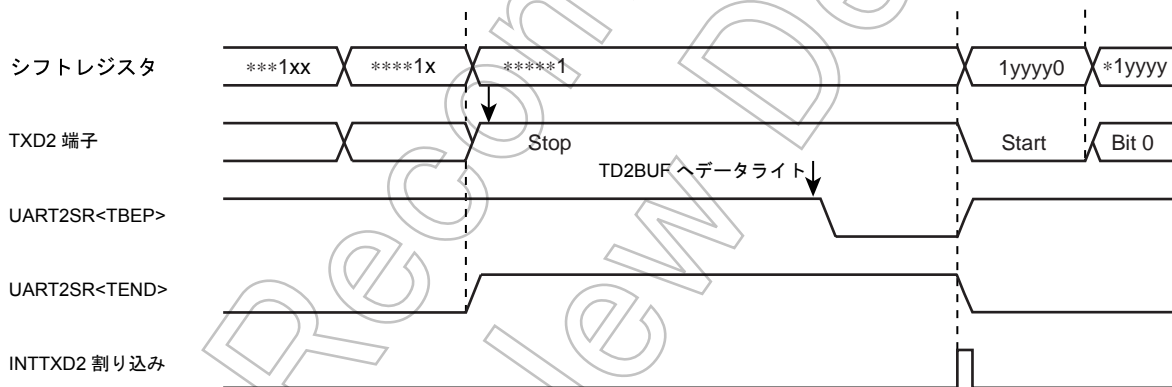 シフトレジスタ ***1xx ****1x *****1 1yyyy0 *1yyyy
TXD2 端子 Stop Start Bit 0
TD2BUF へデータライト
UART2SR<TBEP>
UART2SR<TEND>
INTTXD2 割り込み